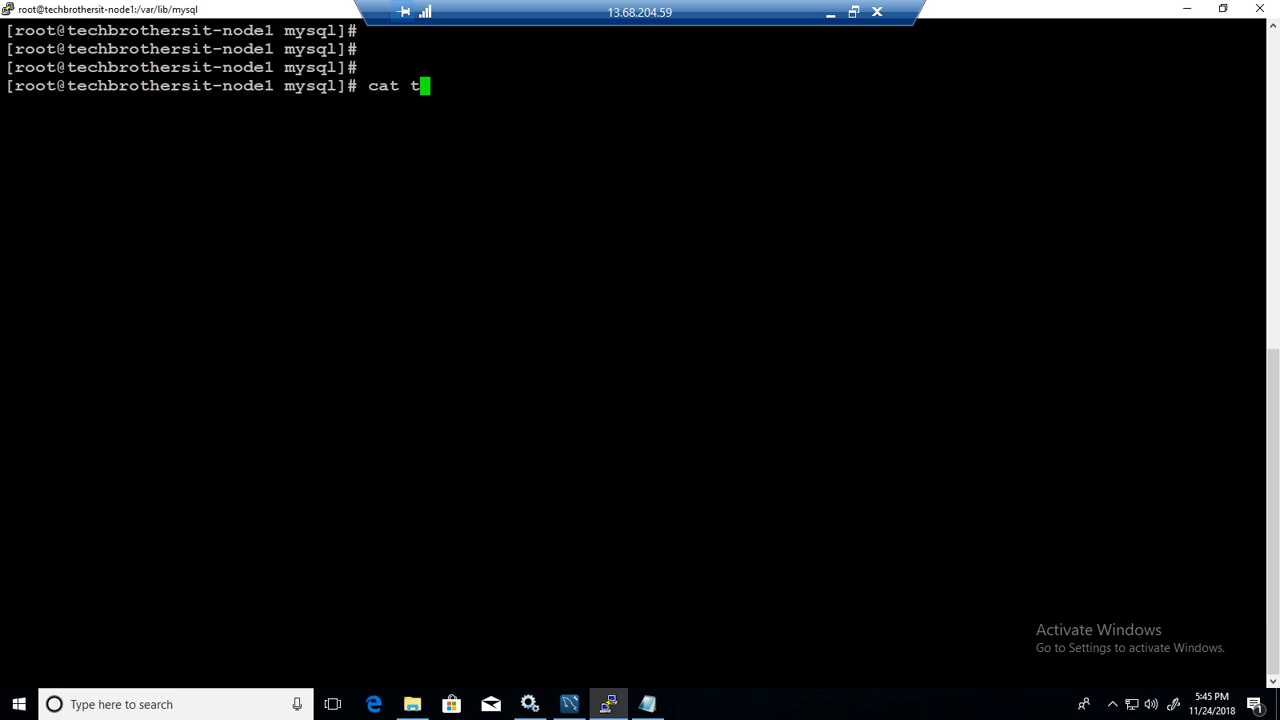 root@techbrothersit-node1:/var/lib/mysql
13.68.204.59
[root@techbrothersit-node1 mysql]#
[root@techbrothersit-node1 mysql]#
[root@techbrothersit-node1 mysql]#
[root@techbrothersit-node1 mysql]# cat t
Activate Windows
Go to Settings to activate Windows.
Type here to search
5:45 PM
11/24/2018
1